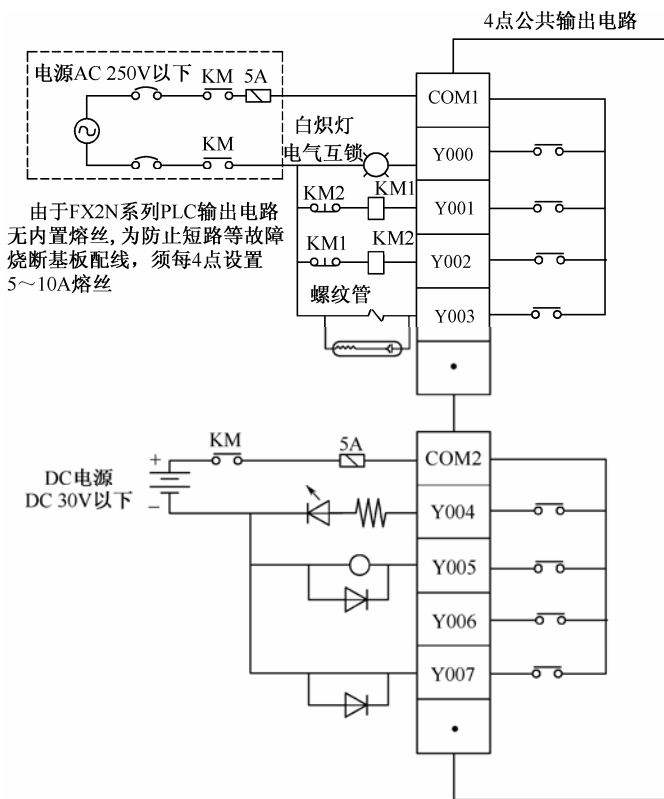 4点公共输出电路
电源AC 250V以下
KM 5A
COM1
KM
白炽灯
电气互锁
Y000
KM2
KM1
Y001
由于FX2N系列PLC输出电路
无内置熔丝,为防止短路等故障
烧断基板配线，须每4点设置
5～10A熔丝
KM1
KM2
Y002
螺纹管
Y003
KM
5A
COM2
+
DC电源
DC 30V以下
−
Y004
Y005
Y006
Y007